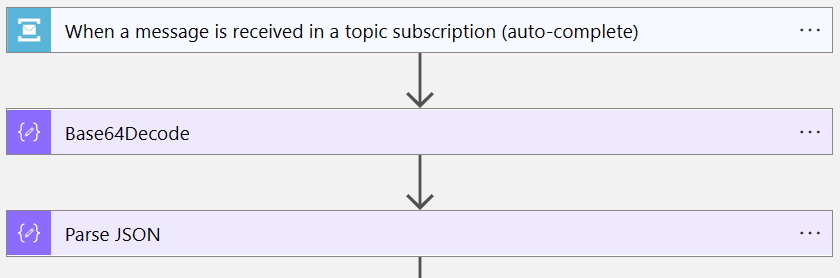 When a message is received in a topic subscription (auto-complete)
Base64Decode
Parse JSON